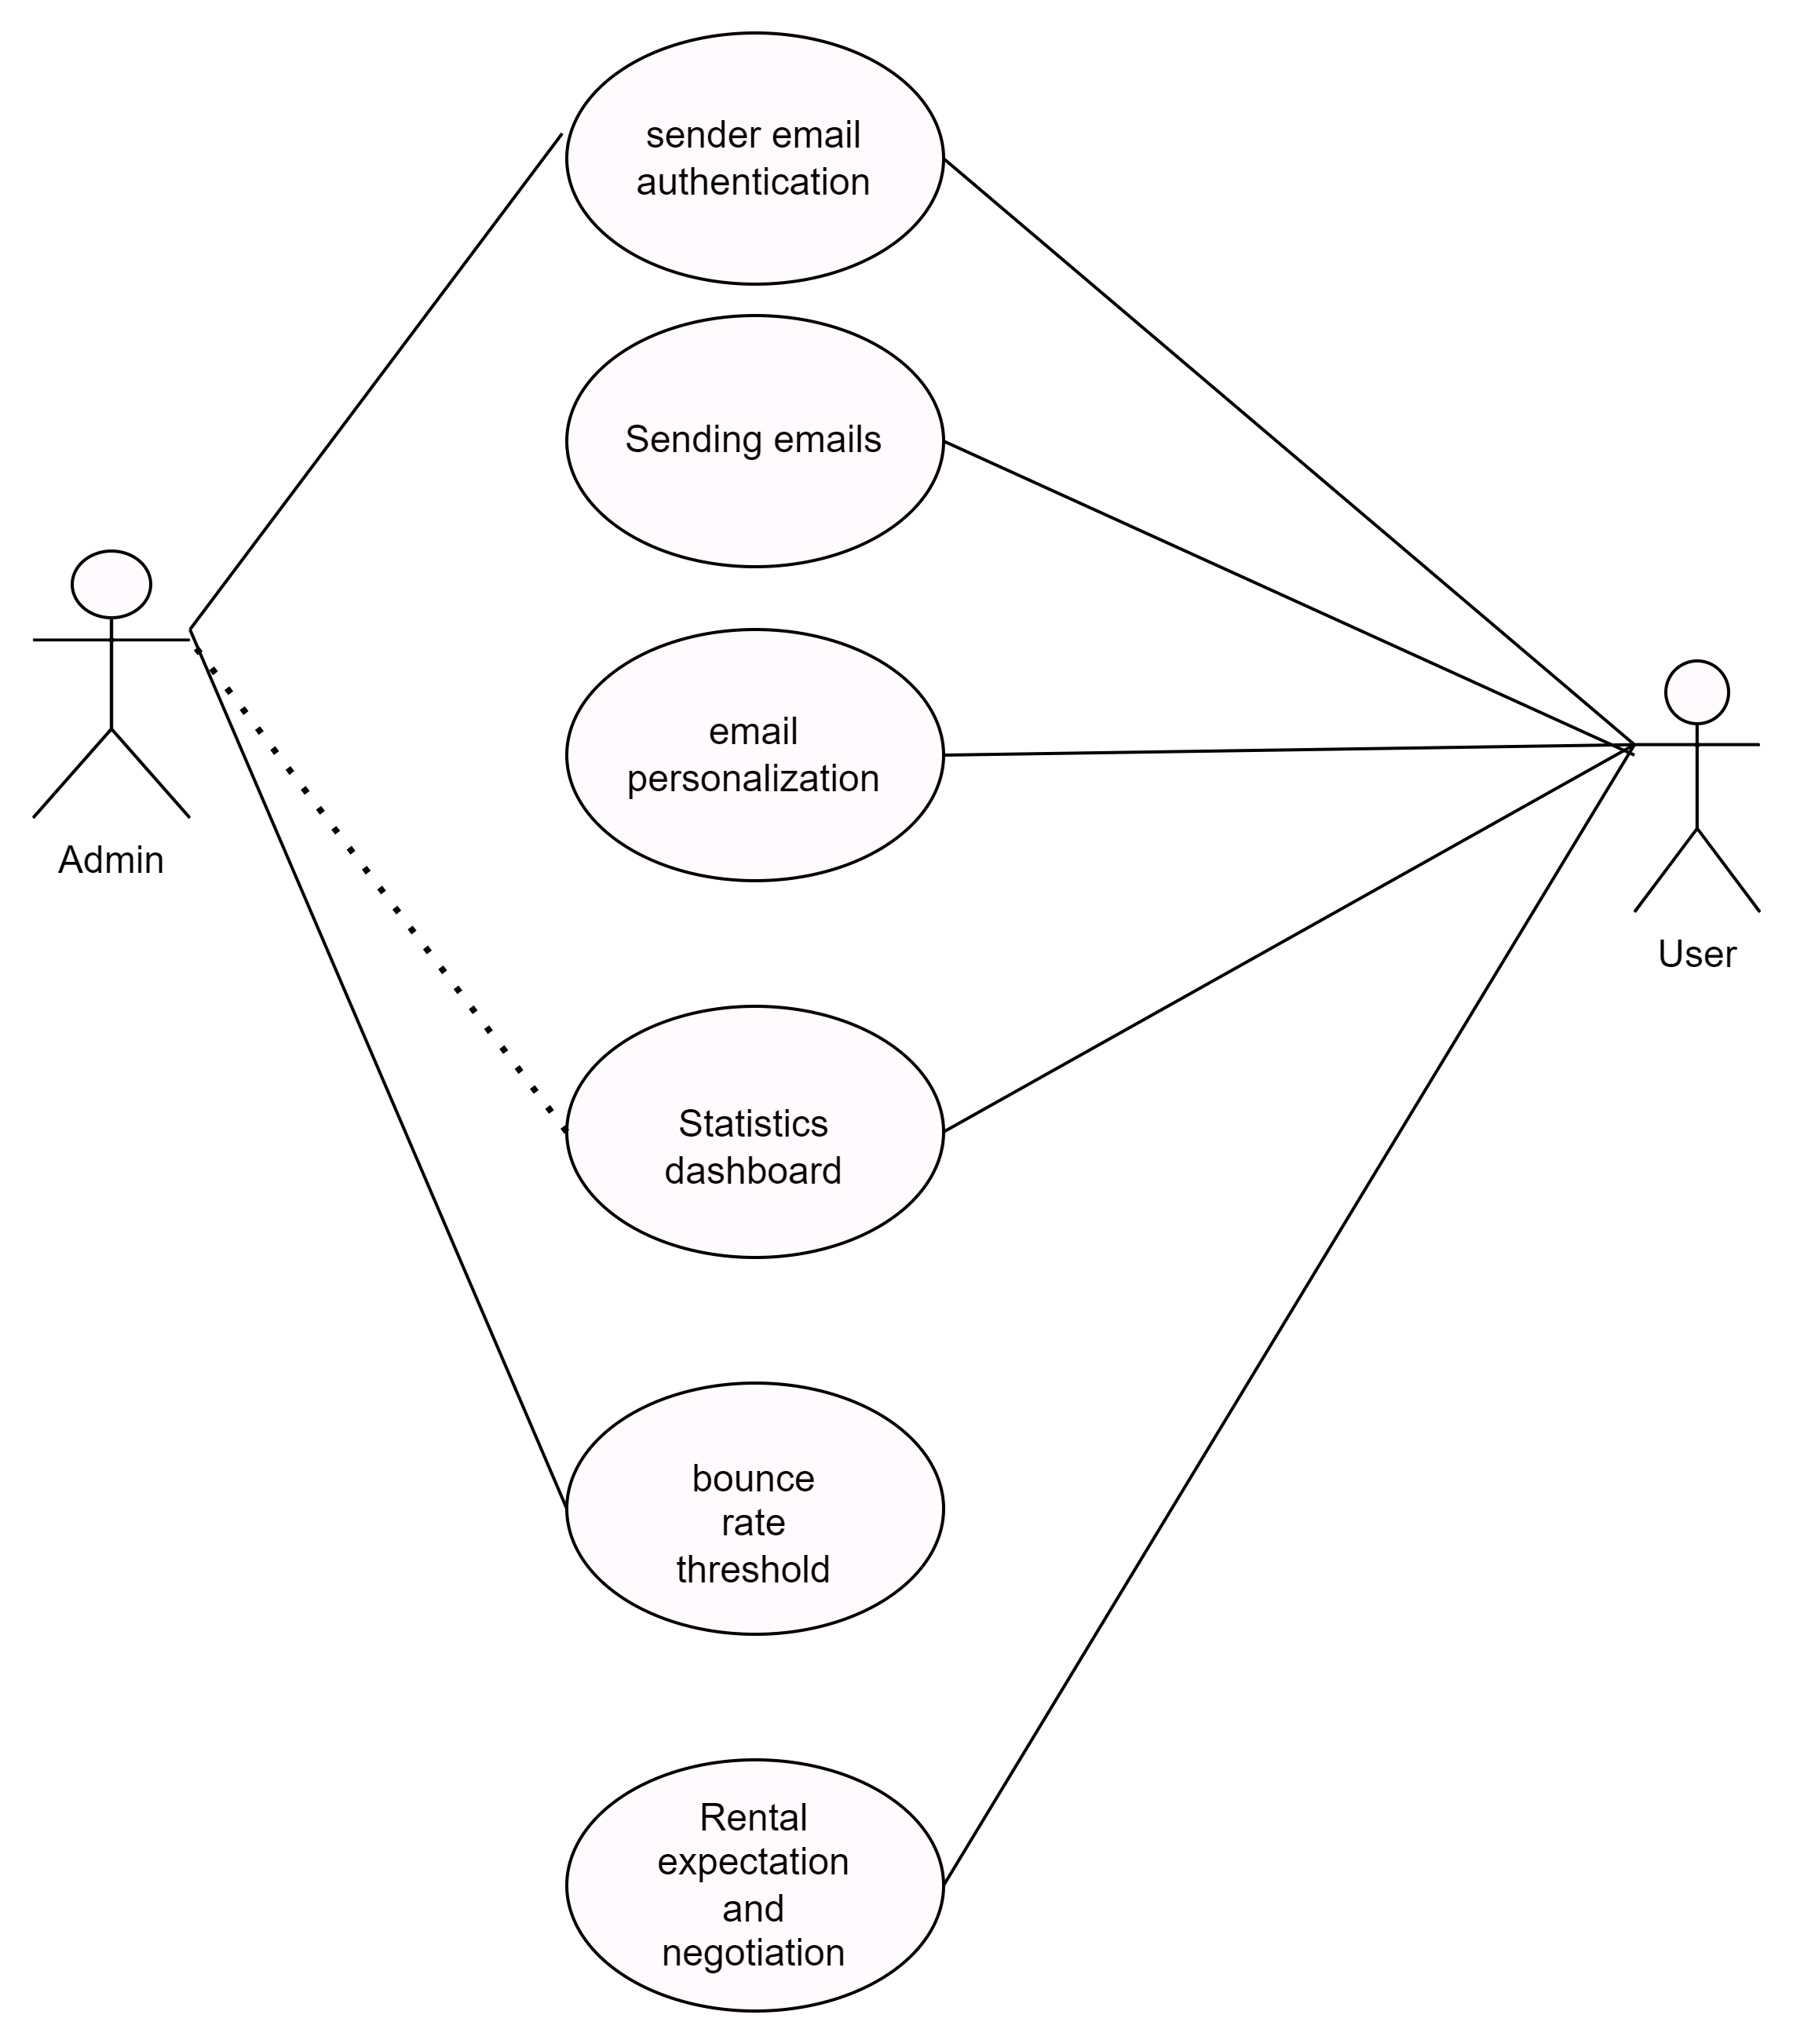 sender email
authentication
Sending emails
Admin
email
personalization
User
Statistics
dashboard
bounce
rate
threshold
Rental
expectation
and
negotiation